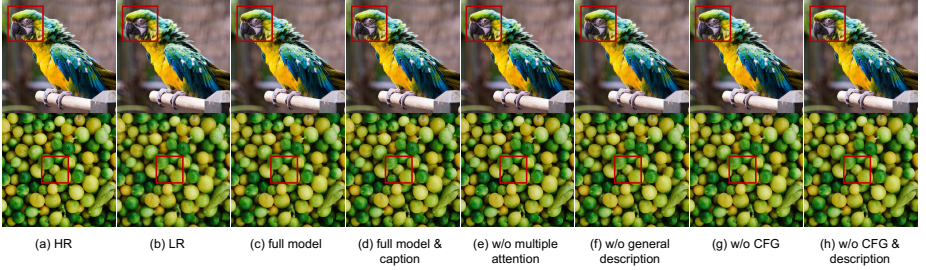 (a) HR
(b) LR
(c) full model
(d) full model &
caption
(e) w/o multiple
attention
(f) w/o general
description
(g) w/o CFG
(h) w/o CFG &
description